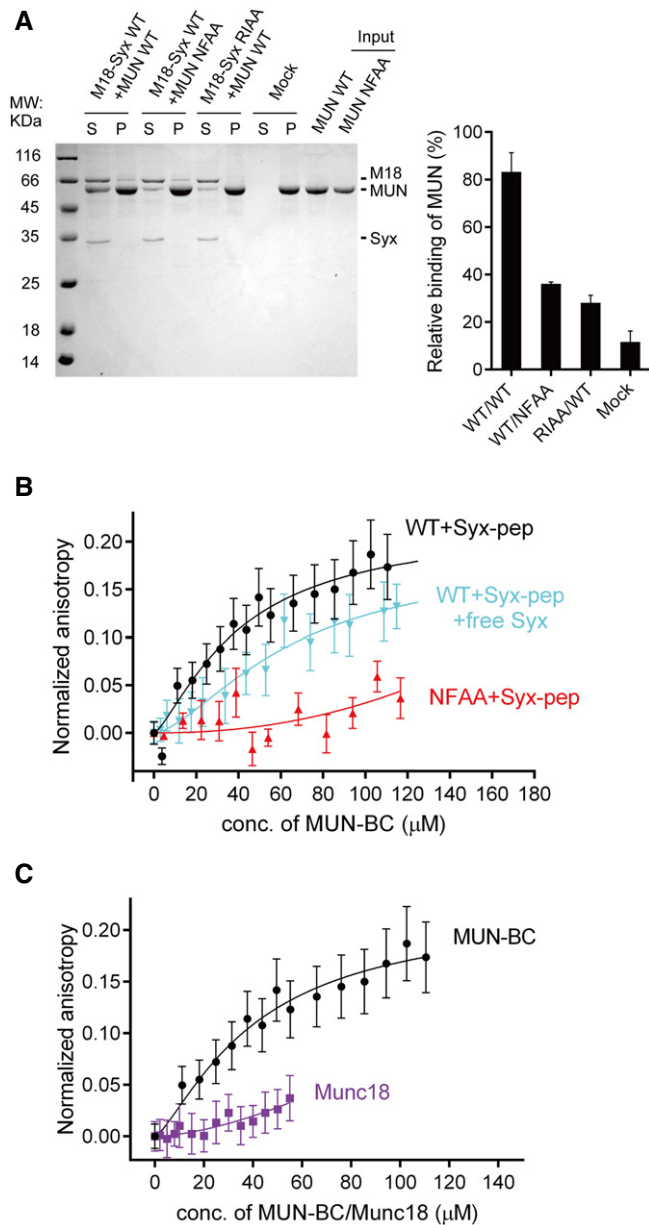 A
M18-Syx WT
+MUN WT
M18-Syx WT
+MUN NFAA
M18-Syx RIAA
+MUN WT
Mock
Input
MUN WT
MUN NFAA
MW:
KDa
S P S P S P S P
116
66
45
35
25
18
14
M18
MUN
Syx
Relative binding of MUN (%)
100
80
60
40
20
0
WT/WT
WT/NFAA
RIAA/WT
Mock
B
Normalized anisotropy
0.20
0.15
0.10
0.05
0.00
WT+Syx-pep
WT+Syx-pep
+free Syx
NFAA+Syx-pep
0 20 40 60 80 100 120 140 160 180
conc. of MUN-BC (μM)
C
Normalized anisotropy
0.20
0.15
0.10
0.05
0.00
MUN-BC
Munc18
0 20 40 60 80 100 120 140
conc. of MUN-BC/Munc18 (μM)